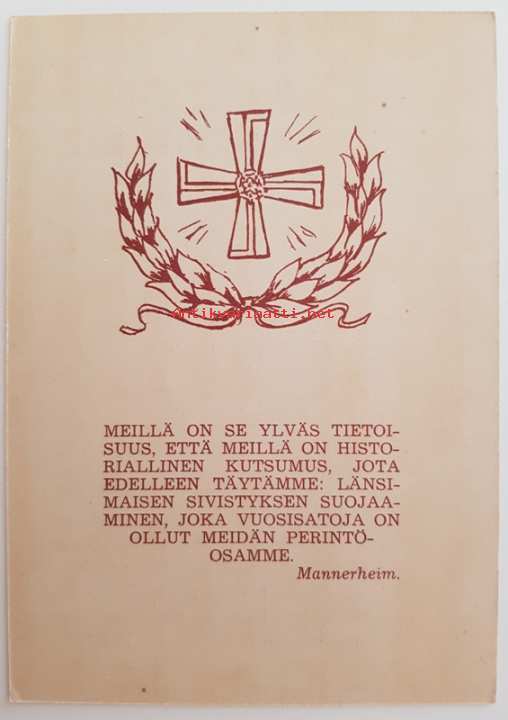 antikvariaatti.net
MEILLÄ ON SE YLVÄS TIETOI-
SUUS, ETTÄ MEILLÄ ON HISTO-
RIALLINEN KUTSUMUS, JOTA
EDELLEEN TÄYTÄMME: LÄNSI-
MAISEN SIVISTYKSEN SUOJAA-
MINEN, JOKA VUOSISATOJA ON
OLLUT MEIDÄN PERINTÖ-
OSAMME.
Mannerheim.